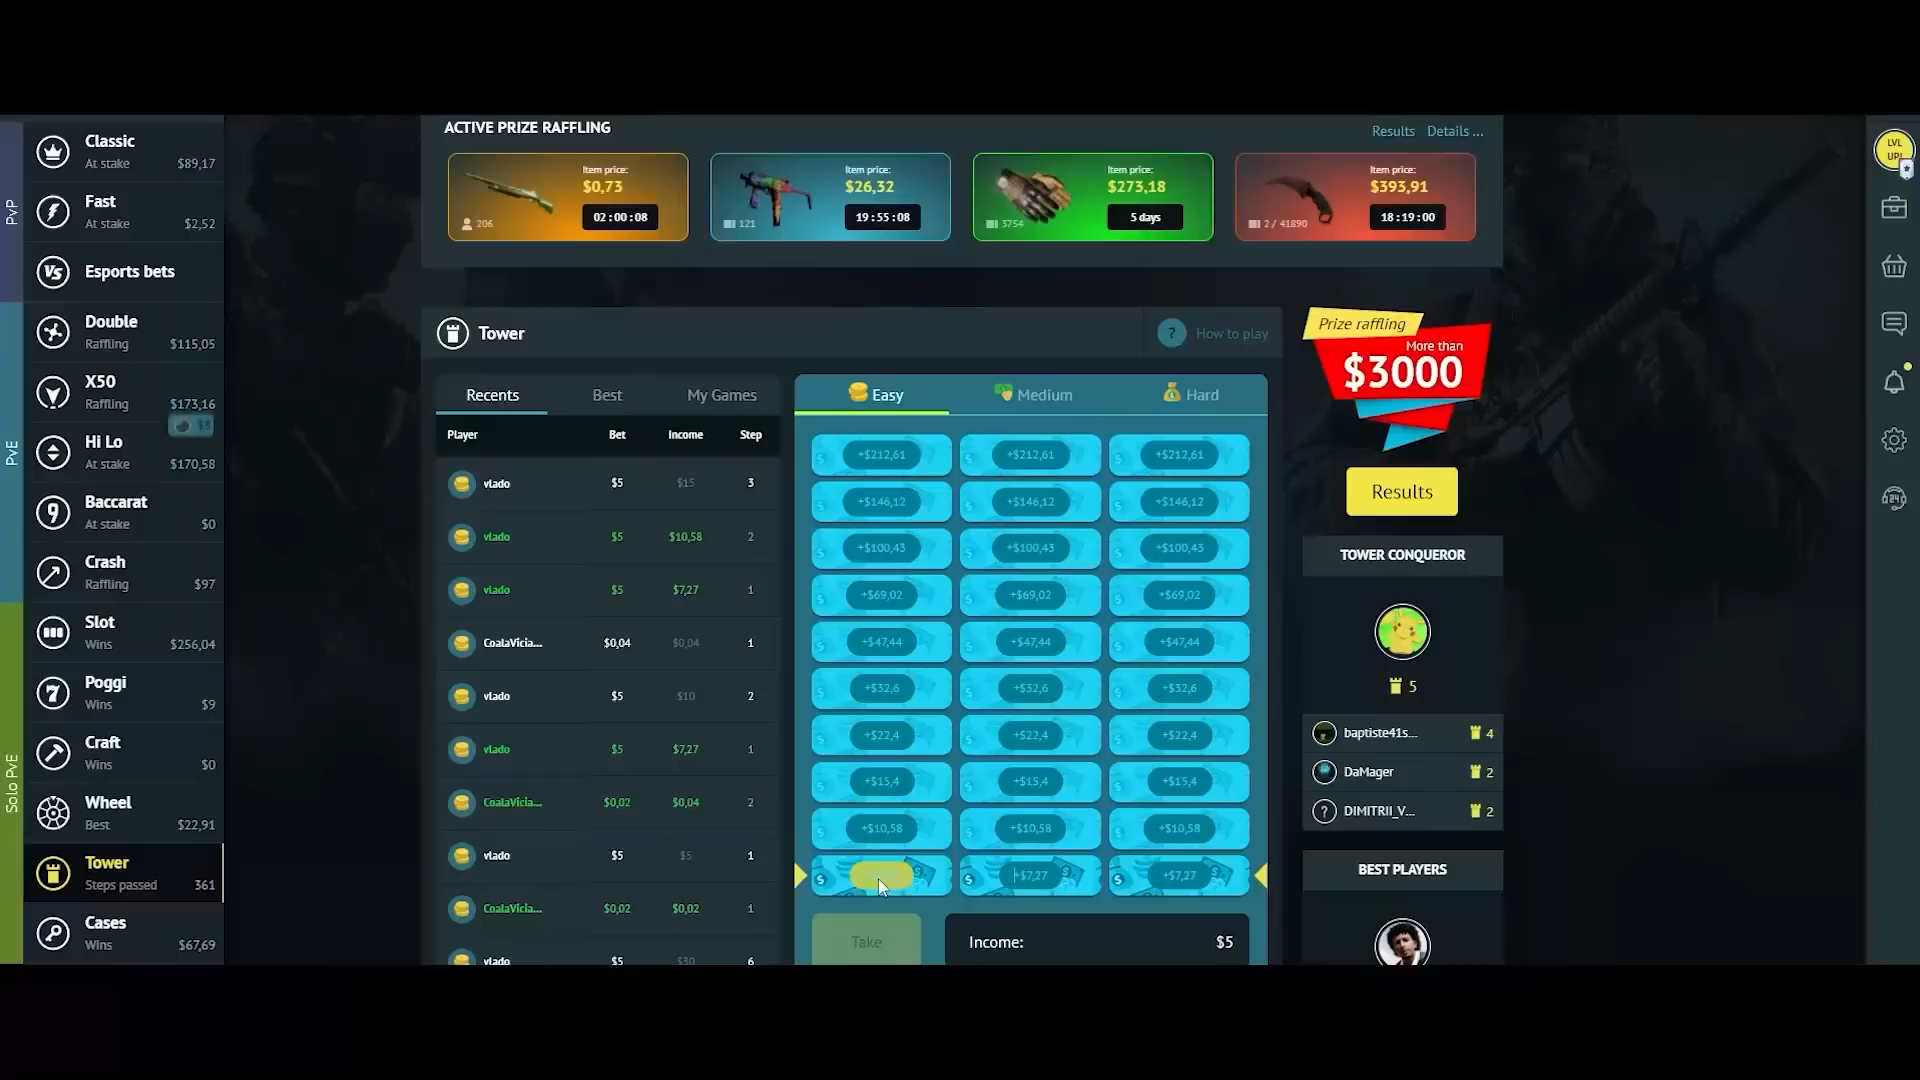 PvP
PvE
Solo PvE
Classic
At stake $89,17
Fast
At stake $2,52
Esports bets
Double
Raffling $115,05
X50
Raffling $173,16
$5
Hi Lo
At stake $170,58
Baccarat
At stake $0
Crash
Raffling $97
Slot
Wins $256,04
Poggi
Wins $9
Craft
Wins $0
Wheel
Best $22,91
Tower
Steps passed 361
Cases
Wins $67,69
ACTIVE PRIZE RAFFLING
Results Details ...
Item price:
$0,73
206 02:00:08
Item price:
$26,32
121 19:55:08
Item price:
$273,18
3754 5 days
Item price:
$393,91
2 / 41890 18:19:00
Tower
? How to play
Recents Best My Games
Player Bet Income Step
vlado $5 $15 3
vlado $5 $10,58 2
vlado $5 $7,27 1
CoalaVicia... $0,04 $0,04 1
vlado $5 $10 2
vlado $5 $7,27 1
CoalaVicia... $0,02 $0,04 2
vlado $5 $5 1
CoalaVicia... $0,02 $0,02 1
vlado $5 $30 6
Easy Medium Hard
+$212,61 +$212,61 +$212,61
+$146,12 +$146,12 +$146,12
+$100,43 +$100,43 +$100,43
+$69,02 +$69,02 +$69,02
+$47,44 +$47,44 +$47,44
+$32,6 +$32,6 +$32,6
+$22,4 +$22,4 +$22,4
+$15,4 +$15,4 +$15,4
+$10,58 +$10,58 +$10,58
+$7,27 +$7,27
Take
Income: $5
Prize raffling
More than
$3000
Results
TOWER CONQUEROR
5
baptiste41s... 4
DaMager 2
? DIMITRII_V... 2
BEST PLAYERS
LVL
UP!
24